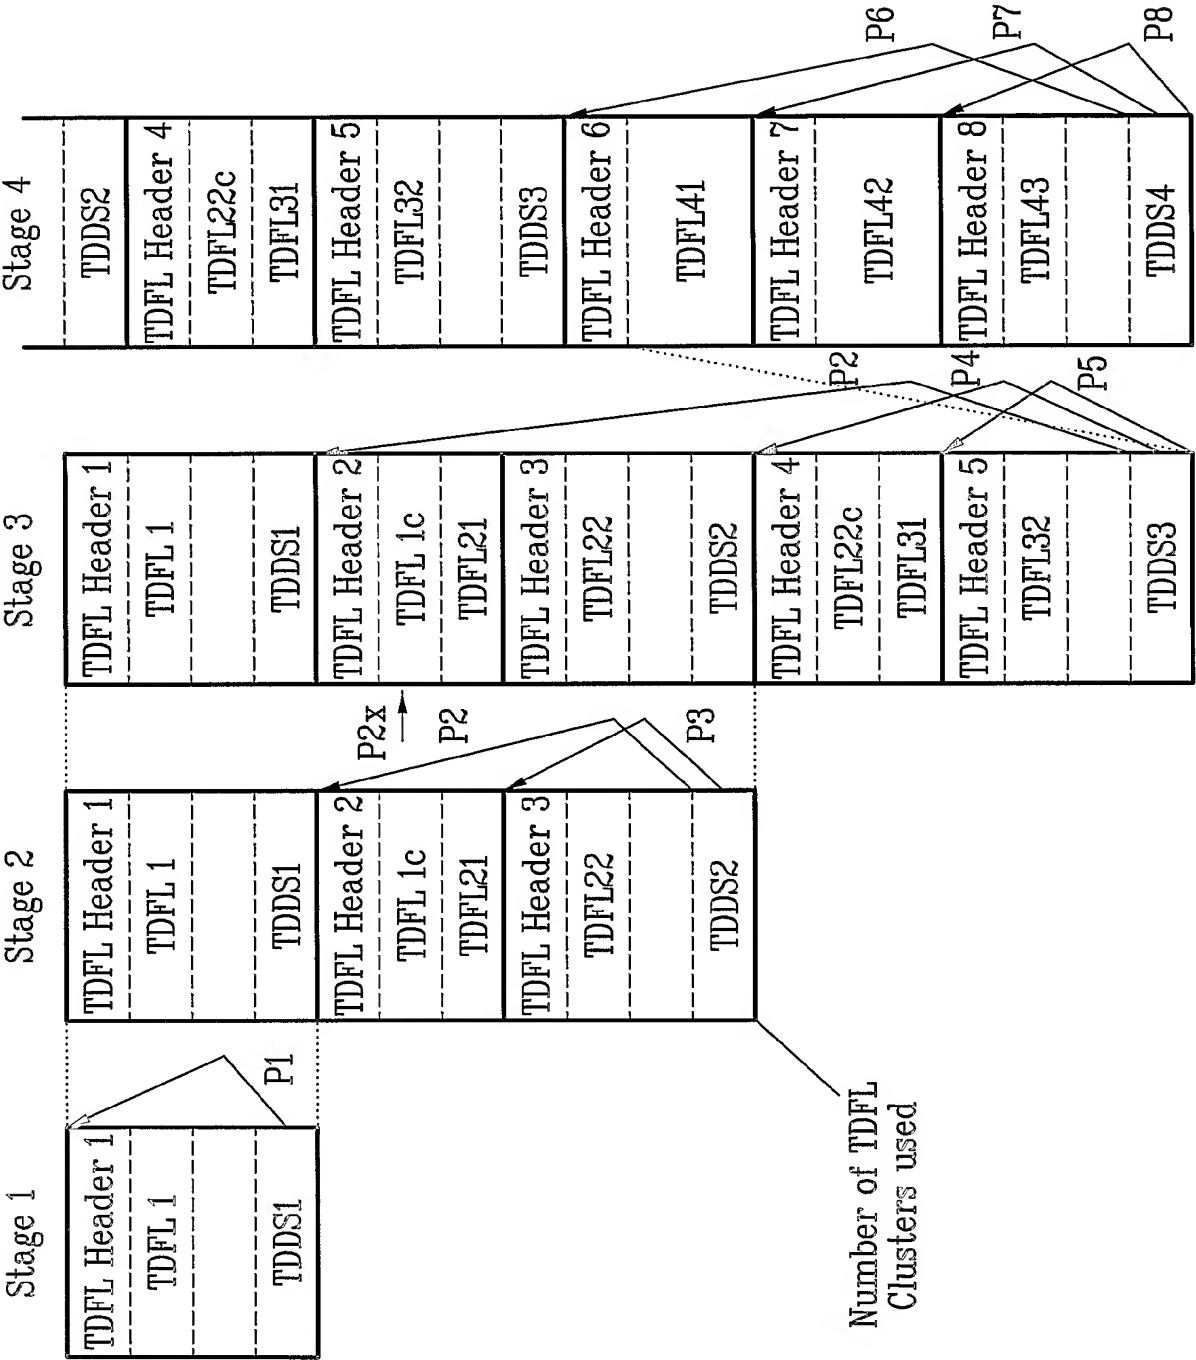 Stage 1
TDFL Header 1
TDFL 1
TDDS1
P1
Stage 2
TDFL Header 1
TDFL 1
TDDS1
TDFL Header 2
TDFL 1c
TDFL21
TDFL Header 3
TDFL22
TDDS2
P2x
P2
P3
Number of TDFL
Clusters used
Stage 3
TDFL Header 1
TDFL 1
TDDS1
TDFL Header 2
TDFL 1c
TDFL21
TDFL Header 3
TDFL22
TDDS2
TDFL Header 4
TDFL22c
TDFL31
TDFL Header 5
TDFL32
TDDS3
P2
P4
P5
Stage 4
TDDS2
TDFL Header 4
TDFL22c
TDFL31
TDFL Header 5
TDFL32
TDDS3
TDFL Header 6
TDFL41
TDFL Header 7
TDFL42
TDFL Header 8
TDFL43
TDDS4
P6
P7
P8